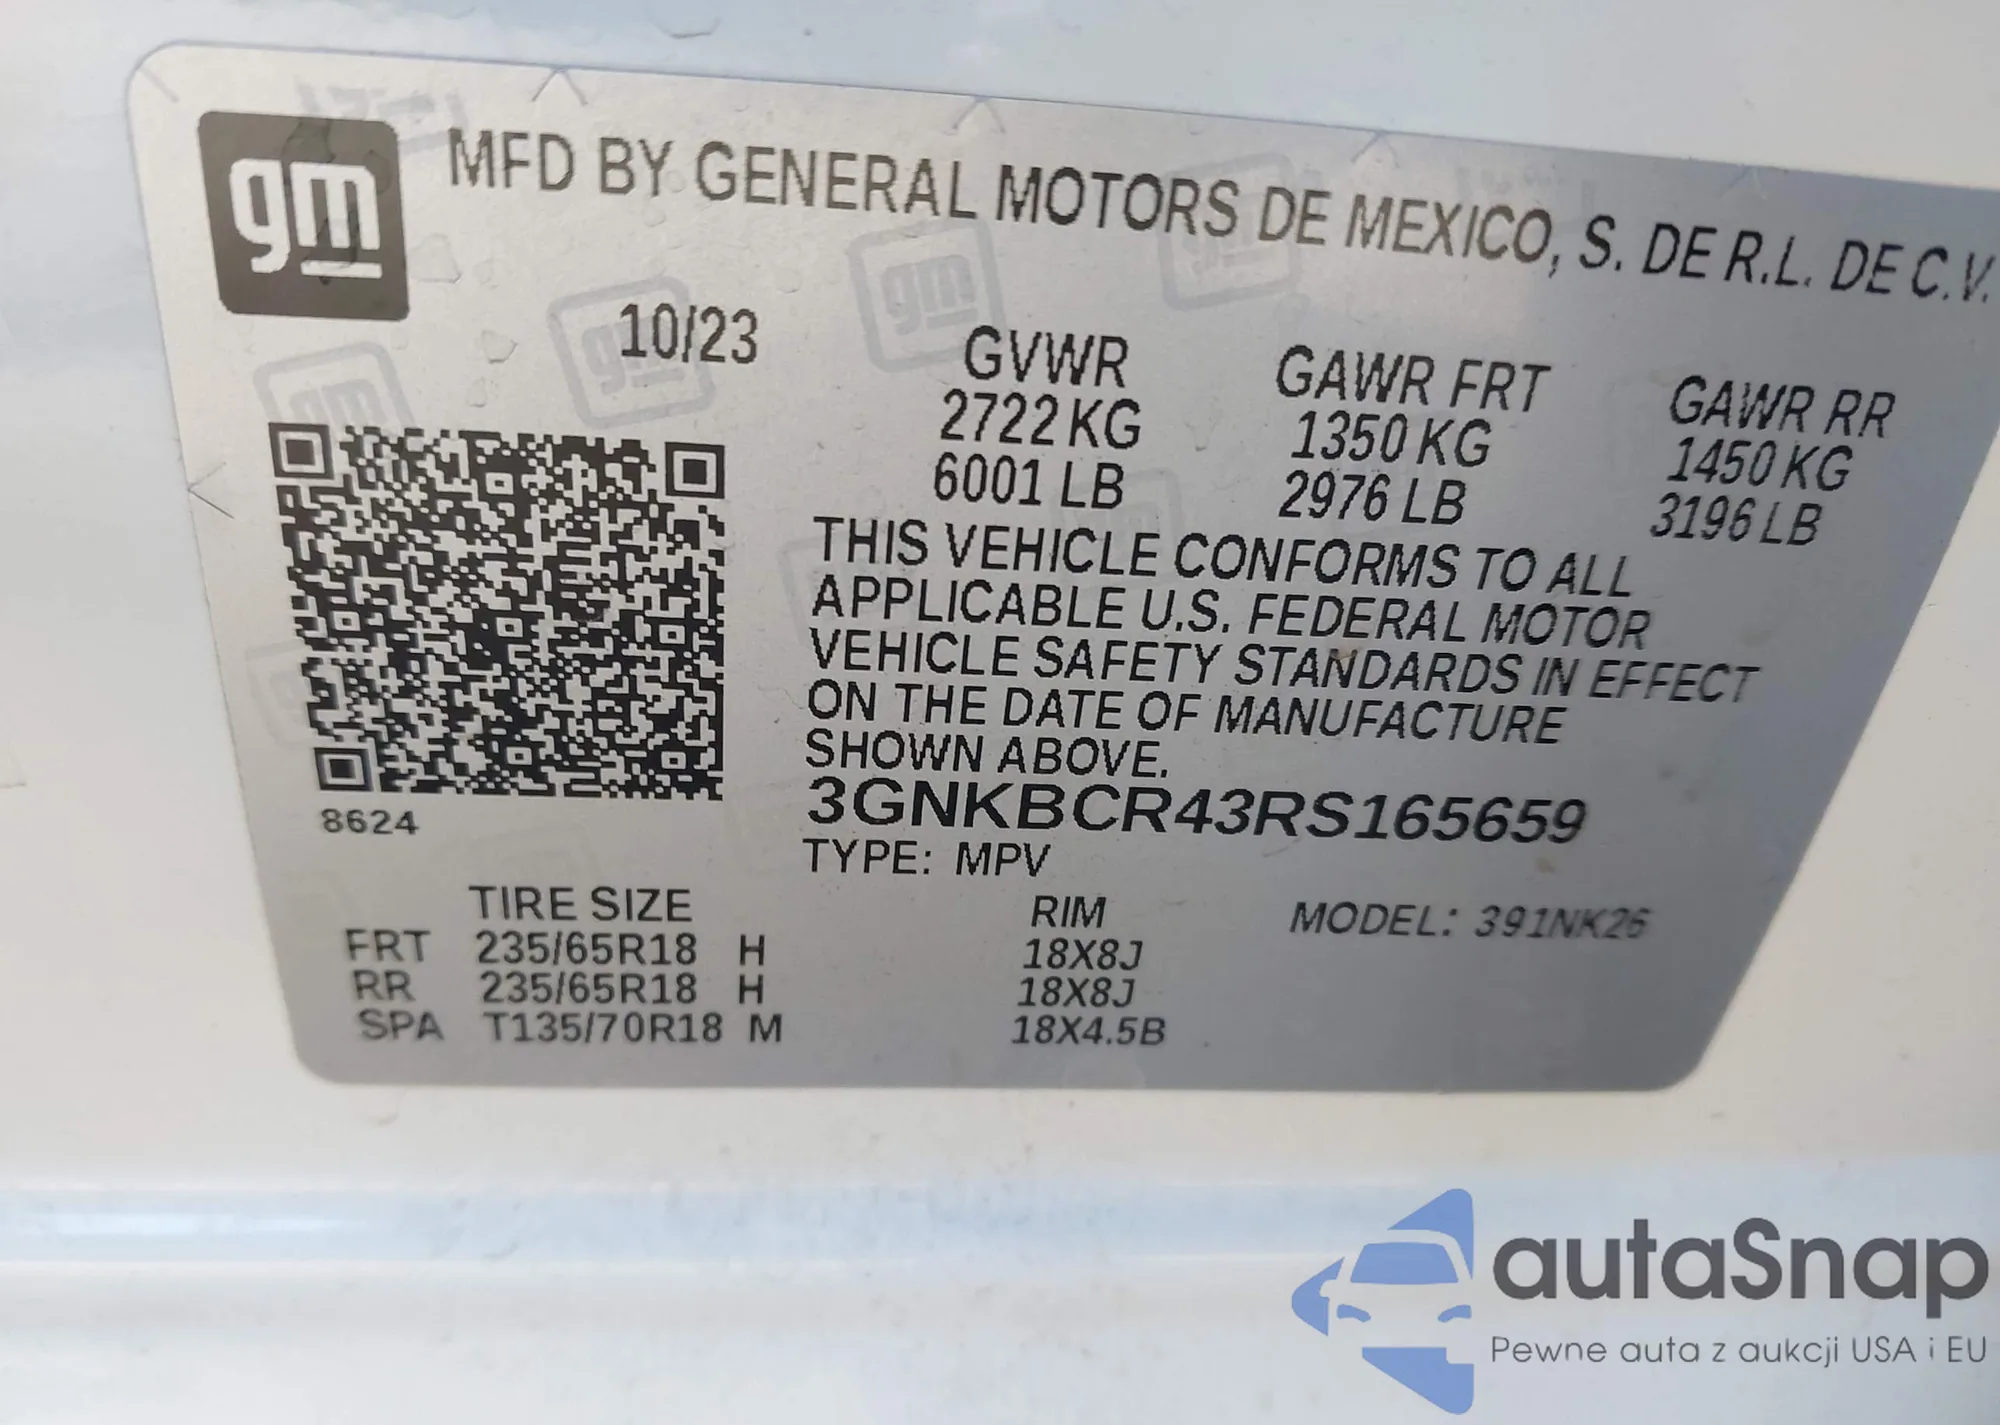 gm
MFD BY GENERAL MOTORS DE MEXICO, S. DE R.L. DE C.V.
10/23
GVWR GAWR FRT GAWR RR
2722 KG 1350 KG 1450 KG
6001 LB 2976 LB 3196 LB
THIS VEHICLE CONFORMS TO ALL
APPLICABLE U.S. FEDERAL MOTOR
VEHICLE SAFETY STANDARDS IN EFFECT
ON THE DATE OF MANUFACTURE
SHOWN ABOVE.
3GNKBCR43RS165659
8624
TYPE: MPV
TIRE SIZE RIM MODEL: 391NK26
FRT 235/65R18 H 18X8J
RR 235/65R18 H 18X8J
SPA T135/70R18 M 18X4.5B
autaSnap
Pewne auta z aukcji USA i EU